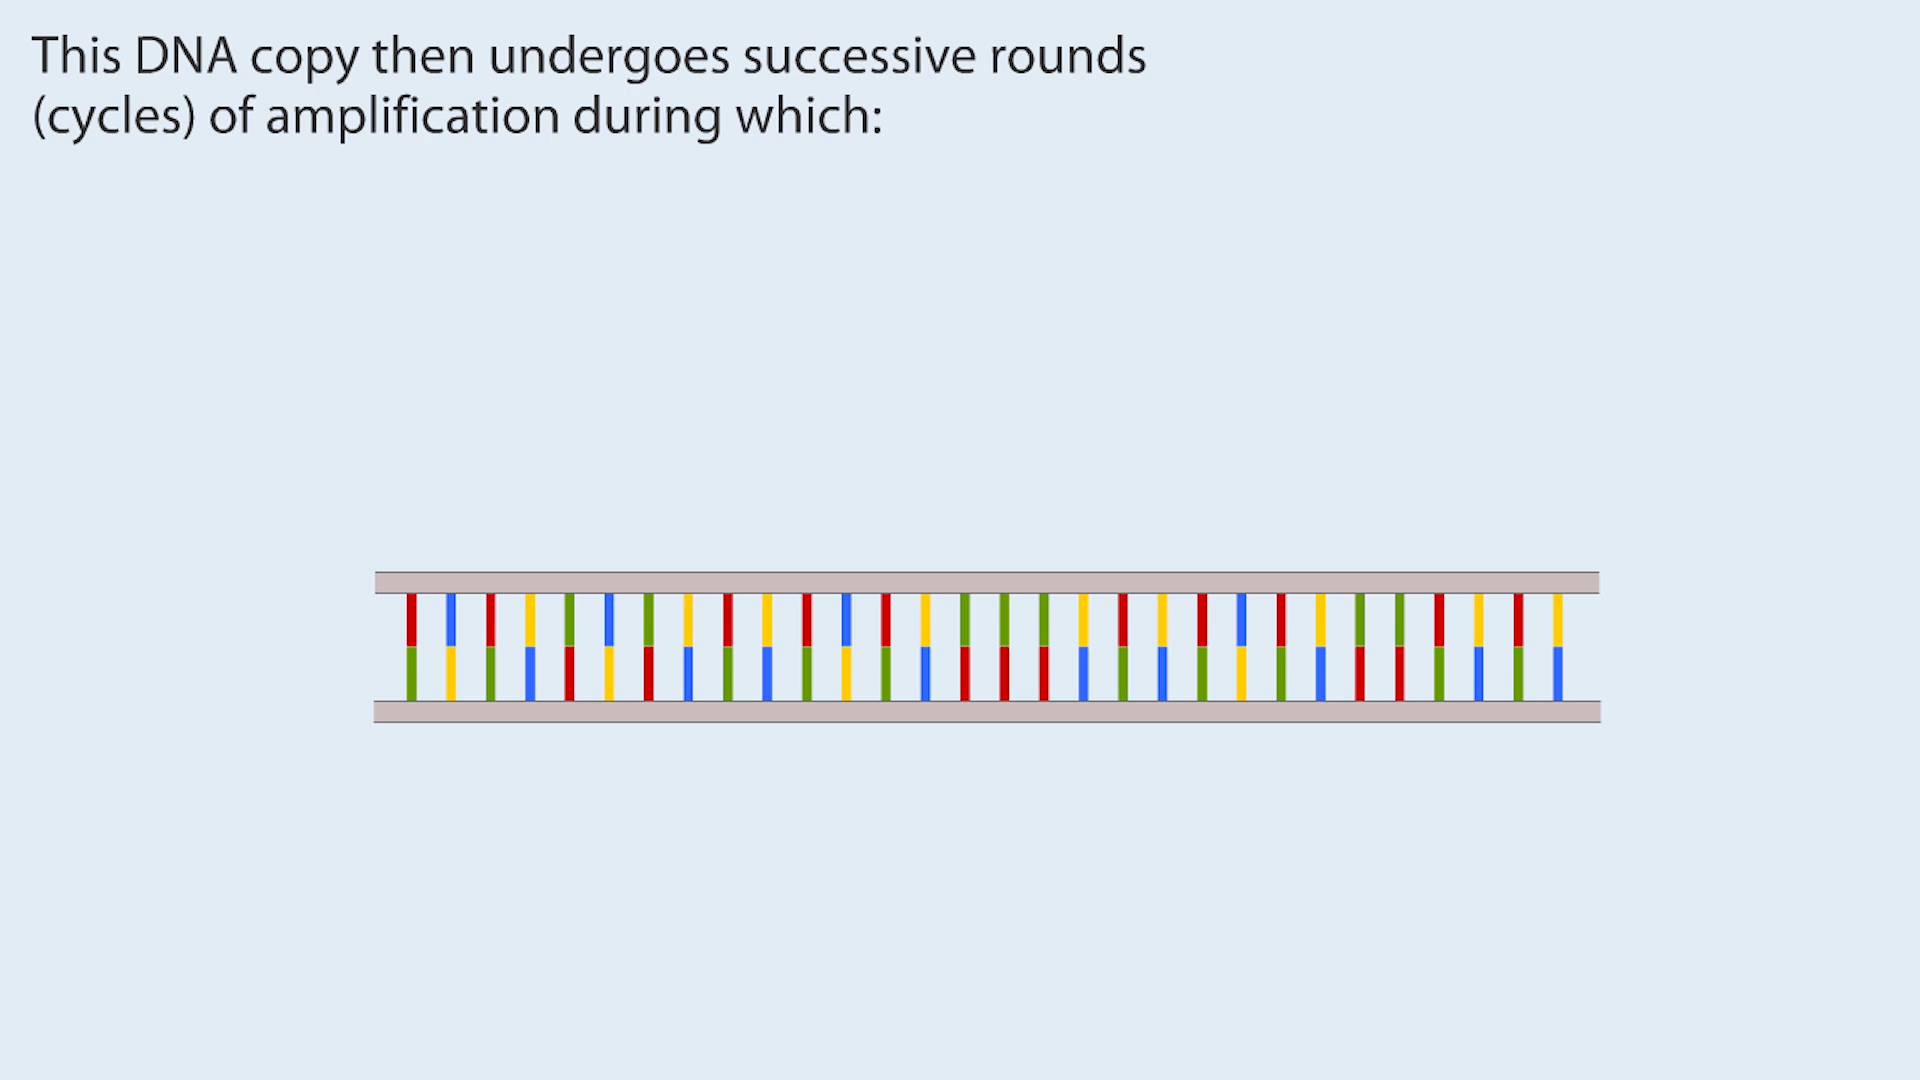 This DNA copy then undergoes successive rounds
(cycles) of amplification during which: